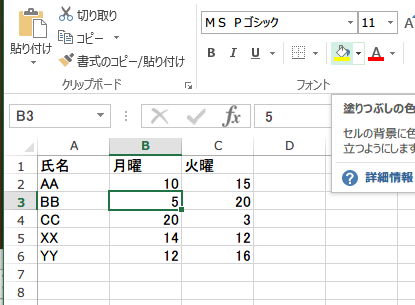 切り取り
コピー
貼り付け
書式のコピー/貼り付け
クリップボード
ＭＳ Ｐゴシック
11
B I U
A
フォント
塗りつぶしの色
セルの背景に色
立つようにします
詳細情報
B3
fx
5
A B C D
1 氏名 月曜 火曜
2 AA 10 15
3 BB 5 20
4 CC 20 3
5 XX 14 12
6 YY 12 16
7
8